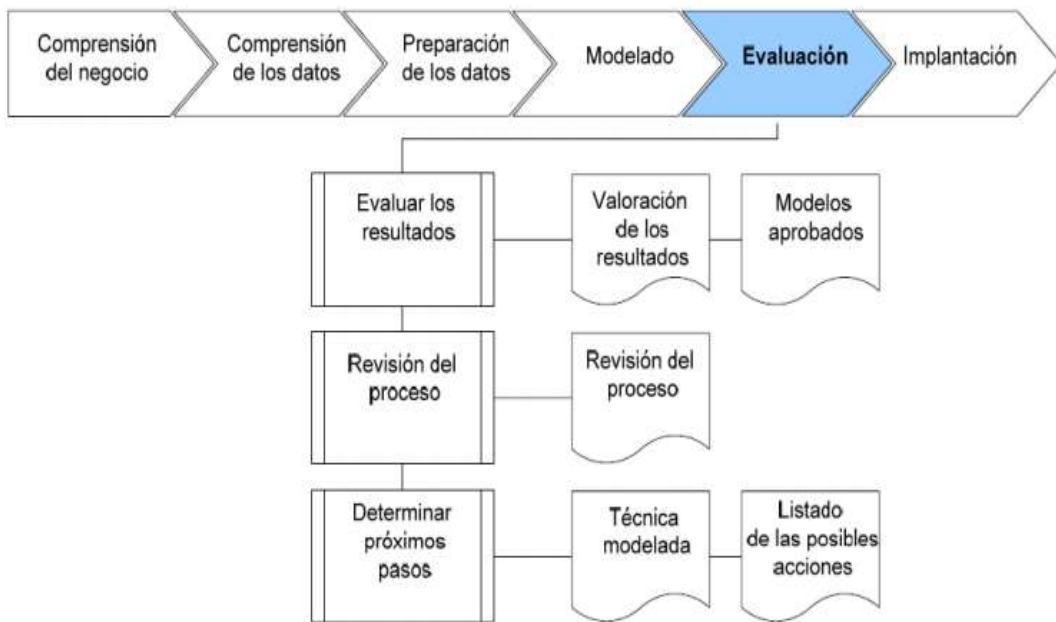 Comprensión
del negocio
Comprensión
de los datos
Preparación
de los datos
Modelado
Evaluación
Implantación
Evaluar los
resultados
Valoración
de los
resultados
Modelos
aprobados
Revisión del
proceso
Revisión del
proceso
Determinar
próximos
pasos
Técnica
modelada
Listado
de las posibles
acciones